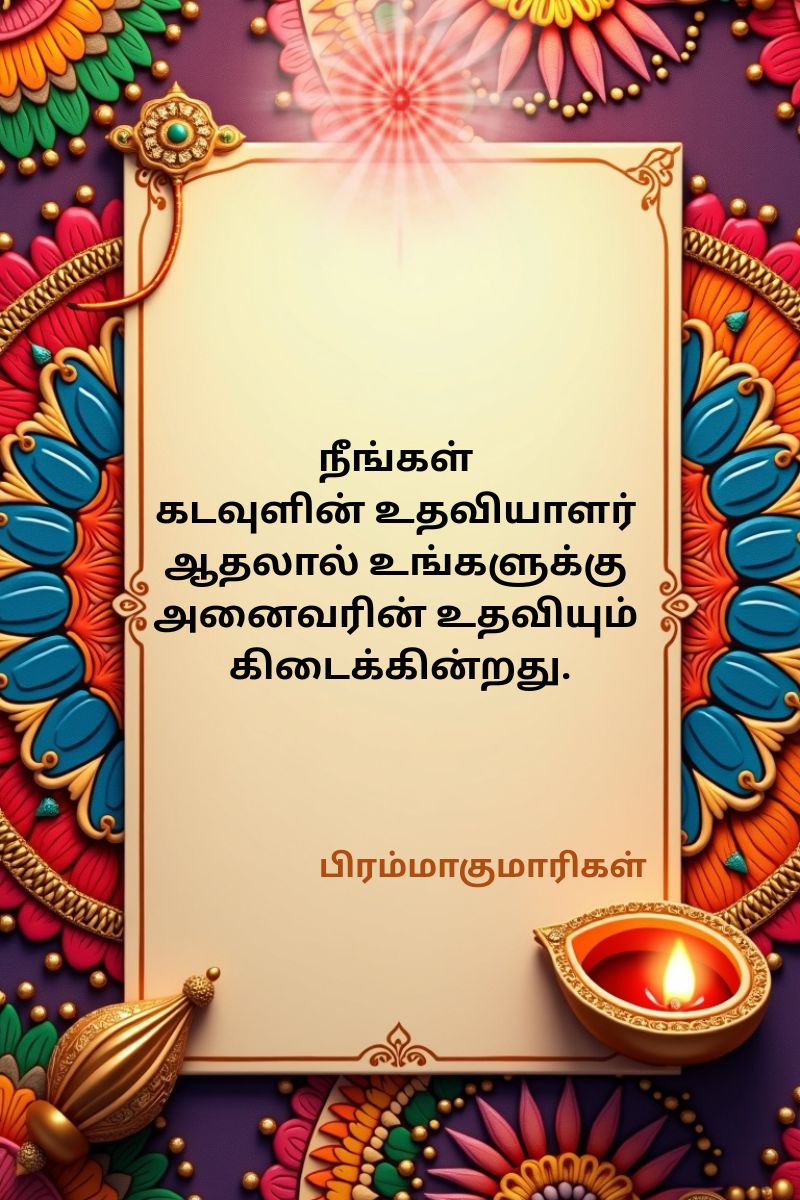 நீங்கள்
கடவுளின் உதவியாளர்
ஆதலால் உங்களுக்கு
அனைவரின் உதவியும்
கிடைக்கின்றது.
பிரம்மாகுமாரிகள்